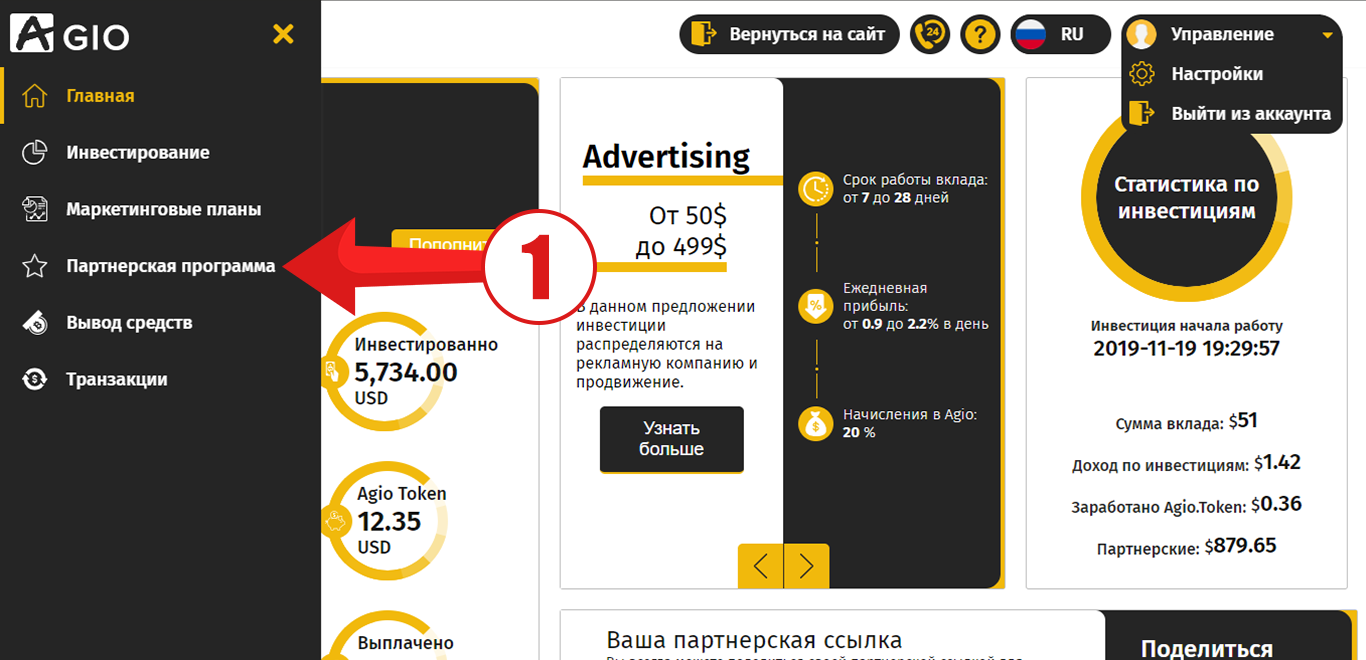 AGIO
Главная
Инвестирование
Маркетинговые планы
Партнерская программа
Вывод средств
Транзакции
Вернуться на сайт
24
?
RU
Управление
Настройки
Выйти из аккаунта
1
Инвестированно
5,734.00
USD
Agio Token
12.35
USD
Выплачено
Advertising
От 50$
до 499$
данном предложении
инвестиции
распределяются на
рекламную компанию и
продвижение.
Узнать
больше
Срок работы вклада:
от 7 до 28 дней
Ежедневная
прибыль:
от 0.9 до 2.2% в день
Начисления в Agio:
20 %
Статистика по
инвестициям
Инвестиция начала работу
2019-11-19 19:29:57
Сумма вклада: $51
Доход по инвестициям: $1.42
Заработано Agio.Token: $0.36
Партнерские: $879.65
Ваша партнерская ссылка
Поделиться